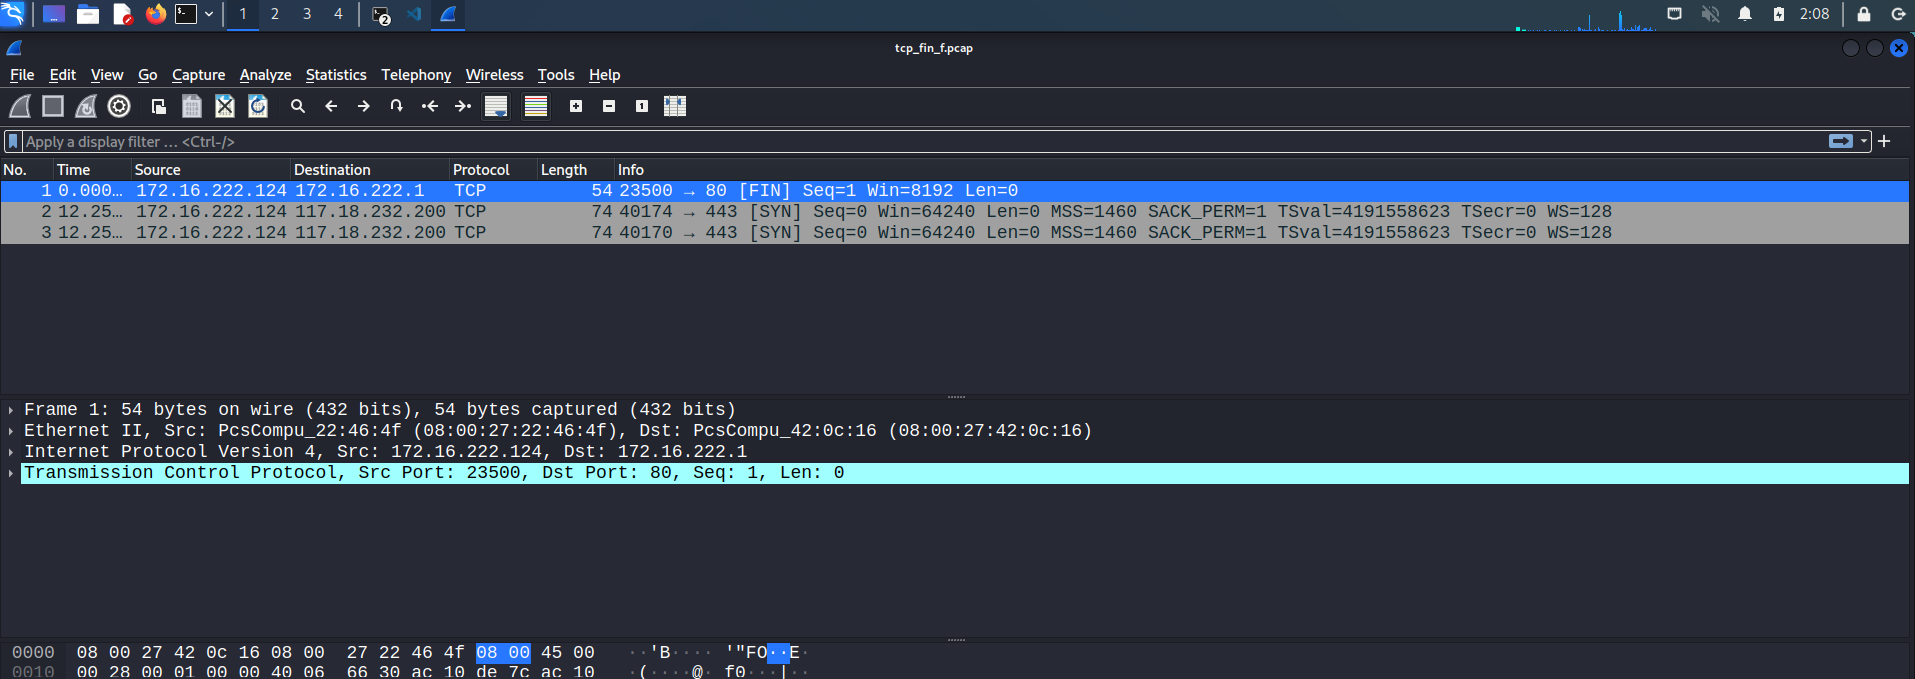 1 2 3 4 2 2:08
tcp_fin_f.pcap
File Edit View Go Capture Analyze Statistics Telephony Wireless Tools Help
Apply a display filter … <Ctrl-/>
No. Time Source Destination Protocol Length Info
1 0.000… 172.16.222.124 172.16.222.1 TCP 54 23500 → 80 [FIN] Seq=1 Win=8192 Len=0
2 12.25… 172.16.222.124 117.18.232.200 TCP 74 40174 → 443 [SYN] Seq=0 Win=64240 Len=0 MSS=1460 SACK_PERM=1 TSval=4191558623 TSecr=0 WS=128
3 12.25… 172.16.222.124 117.18.232.200 TCP 74 40170 → 443 [SYN] Seq=0 Win=64240 Len=0 MSS=1460 SACK_PERM=1 TSval=4191558623 TSecr=0 WS=128
Frame 1: 54 bytes on wire (432 bits), 54 bytes captured (432 bits)
Ethernet II, Src: PcsCompu_22:46:4f (08:00:27:22:46:4f), Dst: PcsCompu_42:0c:16 (08:00:27:42:0c:16)
Internet Protocol Version 4, Src: 172.16.222.124, Dst: 172.16.222.1
Transmission Control Protocol, Src Port: 23500, Dst Port: 80, Seq: 1, Len: 0
0000 08 00 27 42 0c 16 08 00 27 22 46 4f 08 00 45 00 ··'B···· '"FO··E·
0010 00 28 00 01 00 00 40 06 66 30 ac 10 de 7c ac 10 ·(····@· f0···|··